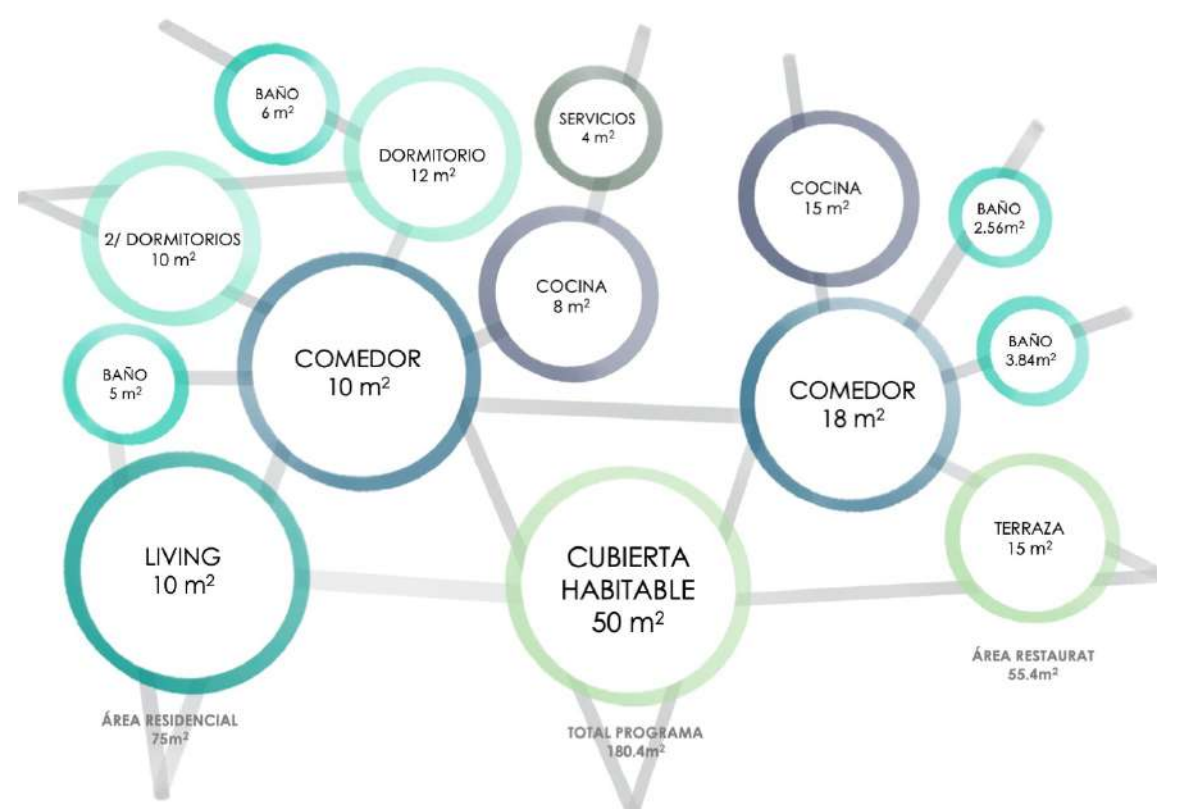 BAÑO
6 m²
DORMITORIO
12 m²
SERVICIOS
4 m²
COCINA
15 m²
BAÑO
2.56m²
2/ DORMITORIOS
10 m²
COCINA
8 m²
BAÑO
5 m²
COMEDOR
10 m²
COMEDOR
18 m²
BAÑO
3.84m²
LIVING
10 m²
CUBIERTA
HABITABLE
50 m²
TERRAZA
15 m²
ÁREA RESIDENCIAL
75m²
TOTAL PROGRAMA
180.4m²
ÁREA RESTAURAT
55.4m²